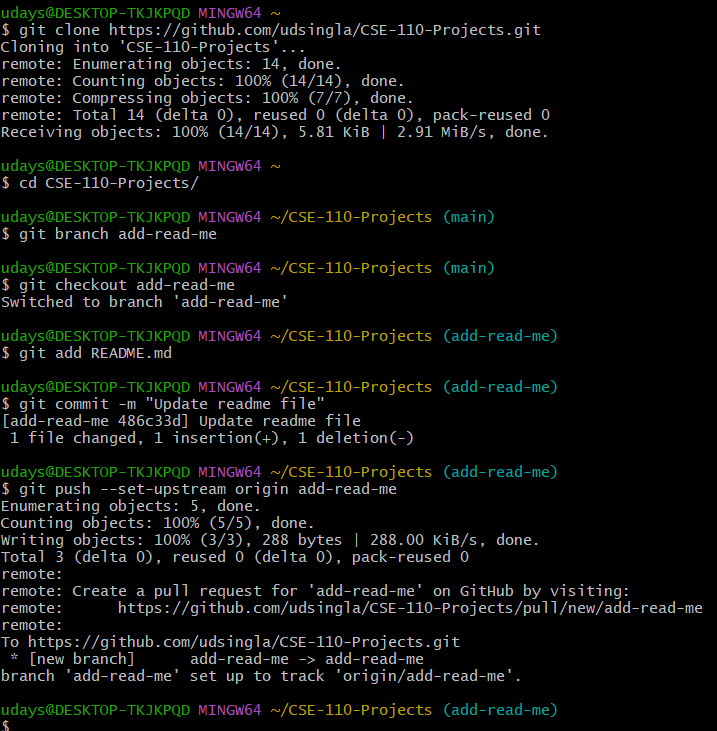 udays@DESKTOP-TKJKPQD MINGW64 ~
$ git clone https://github.com/udsingla/CSE-110-Projects.git
Cloning into 'CSE-110-Projects'...
remote: Enumerating objects: 14, done.
remote: Counting objects: 100% (14/14), done.
remote: Compressing objects: 100% (7/7), done.
remote: Total 14 (delta 0), reused 0 (delta 0), pack-reused 0
Receiving objects: 100% (14/14), 5.81 KiB | 2.91 MiB/s, done.
udays@DESKTOP-TKJKPQD MINGW64 ~
$ cd CSE-110-Projects/
udays@DESKTOP-TKJKPQD MINGW64 ~/CSE-110-Projects (main)
$ git branch add-read-me
udays@DESKTOP-TKJKPQD MINGW64 ~/CSE-110-Projects (main)
$ git checkout add-read-me
Switched to branch 'add-read-me'
udays@DESKTOP-TKJKPQD MINGW64 ~/CSE-110-Projects (add-read-me)
$ git add README.md
udays@DESKTOP-TKJKPQD MINGW64 ~/CSE-110-Projects (add-read-me)
$ git commit -m "Update readme file"
[add-read-me 486c33d] Update readme file
 1 file changed, 1 insertion(+), 1 deletion(-)
udays@DESKTOP-TKJKPQD MINGW64 ~/CSE-110-Projects (add-read-me)
$ git push --set-upstream origin add-read-me
Enumerating objects: 5, done.
Counting objects: 100% (5/5), done.
Writing objects: 100% (3/3), 288 bytes | 288.00 KiB/s, done.
Total 3 (delta 0), reused 0 (delta 0), pack-reused 0
remote:
remote: Create a pull request for 'add-read-me' on GitHub by visiting:
remote:      https://github.com/udsingla/CSE-110-Projects/pull/new/add-read-me
remote:
To https://github.com/udsingla/CSE-110-Projects.git
 * [new branch]      add-read-me -> add-read-me
branch 'add-read-me' set up to track 'origin/add-read-me'.
udays@DESKTOP-TKJKPQD MINGW64 ~/CSE-110-Projects (add-read-me)
$